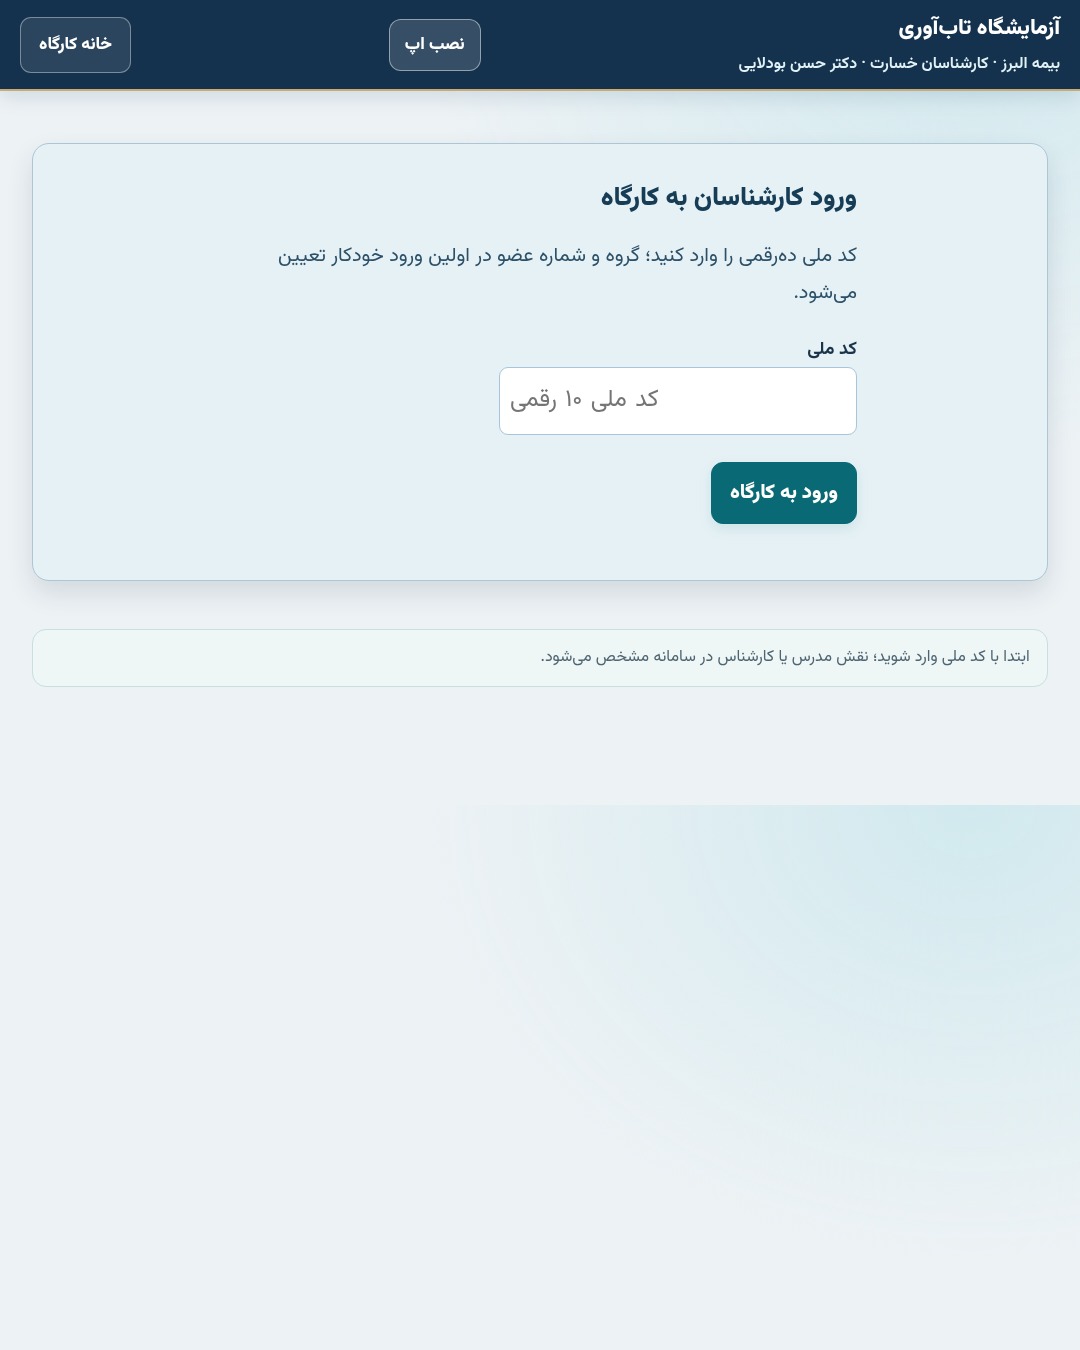 آزمایشگاه تاب‌آوری
بیمه البرز · کارشناسان خسارت · دکتر حسن بودلایی
نصب اپ
خانه کارگاه
ورود کارشناسان به کارگاه
کد ملی ده‌رقمی را وارد کنید؛ گروه و شماره عضو در اولین ورود خودکار تعیین
می‌شود.
کد ملی
کد ملی ۱۰ رقمی
ورود به کارگاه
ابتدا با کد ملی وارد شوید؛ نقش مدرس یا کارشناس در سامانه مشخص می‌شود.